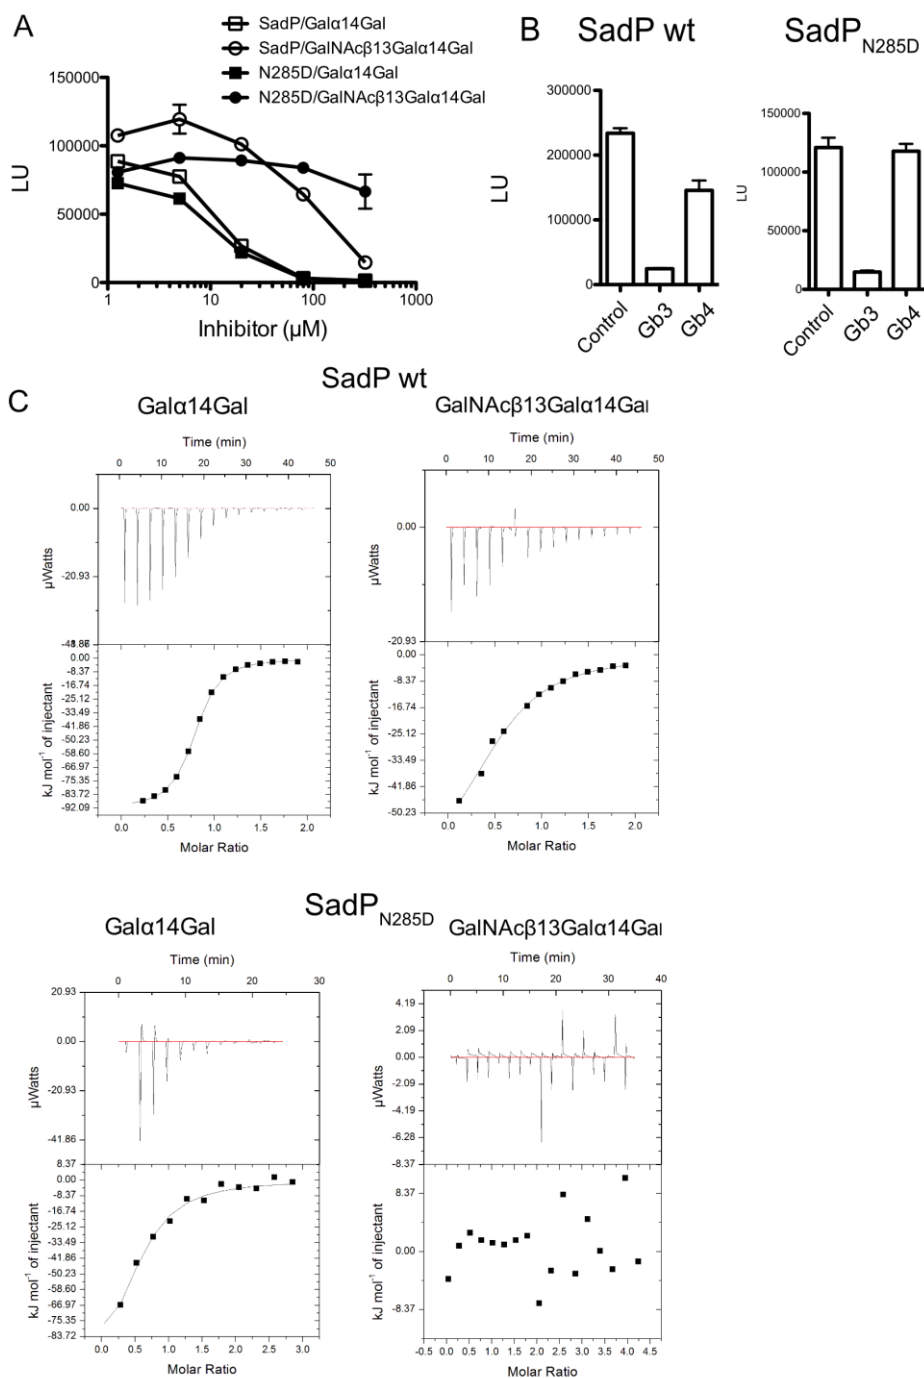 A
SadP/Galα14Gal
SadP/GalNAcβ13Galα14Gal
N285D/Galα14Gal
N285D/GalNAcβ13Galα14Gal
150000
100000
50000
0
LU
1
10
100
1000
Inhibitor (µM)
B
SadP wt
300000
200000
100000
0
LU
Control
Gb3
Gb4
SadP N285D
150000
100000
50000
0
LU
Control
Gb3
Gb4
C
SadP wt
Galα14Gal
Time (min)
0 10 20 30 40 50
0.00
-20.93
µWatts
0.00
-8.37
-16.74
-25.12
-33.49
-41.86
-50.23
-58.60
-66.97
-75.35
-83.72
-92.09
kJ mol⁻¹ of injectant
0.0 0.5 1.0 1.5 2.0
Molar Ratio
GalNAcβ13Galα14Gal
Time (min)
0 10 20 30 40 50
0.00
-20.93
µWatts
0.00
-8.37
-16.74
-25.12
-33.49
-41.86
-50.23
kJ mol⁻¹ of injectant
0.0 0.5 1.0 1.5 2.0
Molar Ratio
SadP N285D
Galα14Gal
Time (min)
0 10 20 30
20.93
0.00
-20.93
-41.86
µWatts
8.37
0.00
-8.37
-16.74
-25.12
-33.49
-41.86
-50.23
-58.60
-66.97
-75.35
-83.72
kJ mol⁻¹ of injectant
0.0 0.5 1.0 1.5 2.0 2.5 3.0
Molar Ratio
GalNAcβ13Galα14Gal
Time (min)
0 5 10 15 20 25 30 35 40
4.19
2.09
0.00
-2.09
-4.19
-6.28
-8.37
µWatts
8.37
0.00
-8.37
kJ mol⁻¹ of injectant
-0.5 0.0 0.5 1.0 1.5 2.0 2.5 3.0 3.5 4.0 4.5
Molar Ratio